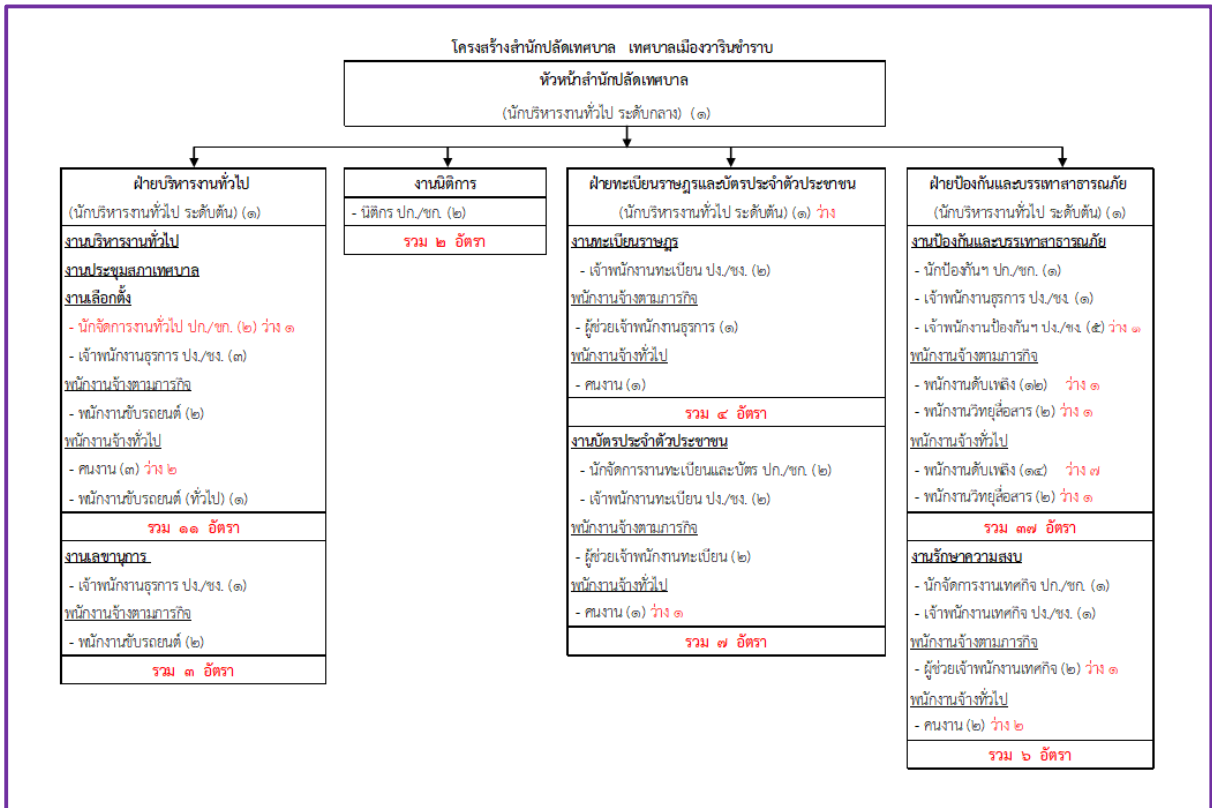 โครงสร้างสำนักปลัดเทศบาล เทศบาลเมืองวารินชำราบ
หัวหน้าสำนักปลัดเทศบาล
(นักบริหารงานทั่วไป ระดับกลาง) (๑)
ฝ่ายบริหารงานทั่วไป
(นักบริหารงานทั่วไป ระดับต้น) (๑)
งานบริหารงานทั่วไป
งานประชุมสภาเทศบาล
งานเลือกตั้ง
- นักจัดการงานทั่วไป ปก./ชก. (๒) ว่าง ๑
- เจ้าพนักงานธุรการ ปง./ชง. (๓)
พนักงานจ้างตามภารกิจ
- พนักงานขับรถยนต์ (๒)
พนักงานจ้างทั่วไป
- คนงาน (๓) ว่าง ๒
- พนักงานขับรถยนต์ (ทั่วไป) (๑)
รวม ๑๑ อัตรา
งานเลขานุการ
- เจ้าพนักงานธุรการ ปง./ชง. (๑)
พนักงานจ้างตามภารกิจ
- พนักงานขับรถยนต์ (๒)
รวม ๓ อัตรา
งานนิติการ
- นิติกร ปก./ชก. (๒)
รวม ๒ อัตรา
ฝ่ายทะเบียนราษฎรและบัตรประจำตัวประชาชน
(นักบริหารงานทั่วไป ระดับต้น) (๑) ว่าง
งานทะเบียนราษฎร
- เจ้าพนักงานทะเบียน ปง./ชง. (๒)
พนักงานจ้างตามภารกิจ
- ผู้ช่วยเจ้าพนักงานธุรการ (๑)
พนักงานจ้างทั่วไป
- คนงาน (๑)
รวม ๔ อัตรา
งานบัตรประจำตัวประชาชน
- นักจัดการงานทะเบียนและบัตร ปก./ชก. (๒)
- เจ้าพนักงานทะเบียน ปง./ชง. (๒)
พนักงานจ้างตามภารกิจ
- ผู้ช่วยเจ้าพนักงานทะเบียน (๒)
พนักงานจ้างทั่วไป
- คนงาน (๑) ว่าง ๑
รวม ๗ อัตรา
ฝ่ายป้องกันและบรรเทาสาธารณภัย
(นักบริหารงานทั่วไป ระดับต้น) (๑)
งานป้องกันและบรรเทาสาธารณภัย
- นักป้องกันฯ ปก./ชก. (๑)
- เจ้าพนักงานธุรการ ปง./ชง. (๑)
- เจ้าพนักงานป้องกันฯ ปง./ชง. (๕) ว่าง ๑
พนักงานจ้างตามภารกิจ
- พนักงานดับเพลิง (๑๒) ว่าง ๑
- พนักงานวิทยุสื่อสาร (๒) ว่าง ๑
พนักงานจ้างทั่วไป
- พนักงานดับเพลิง (๑๔) ว่าง ๗
- พนักงานวิทยุสื่อสาร (๒) ว่าง ๑
รวม ๓๗ อัตรา
งานรักษาความสงบ
- นักจัดการงานเทศกิจ ปก./ชก. (๑)
- เจ้าพนักงานเทศกิจ ปง./ชง. (๑)
พนักงานจ้างตามภารกิจ
- ผู้ช่วยเจ้าพนักงานเทศกิจ (๒) ว่าง ๑
พนักงานจ้างทั่วไป
- คนงาน (๒) ว่าง ๒
รวม ๖ อัตรา